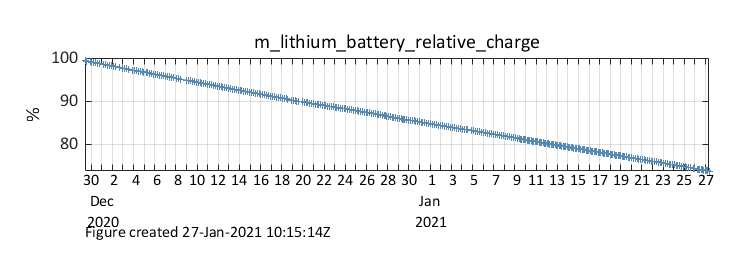 m_lithium_battery_relative_charge
100
90
80
%
30 2 4 6 8 10 12 14 16 18 20 22 24 26 28 30 1 3 5 7 9 11 13 15 17 19 21 23 25 27
Dec Jan
2020 2021
Figure created 27-Jan-2021 10:15:14Z